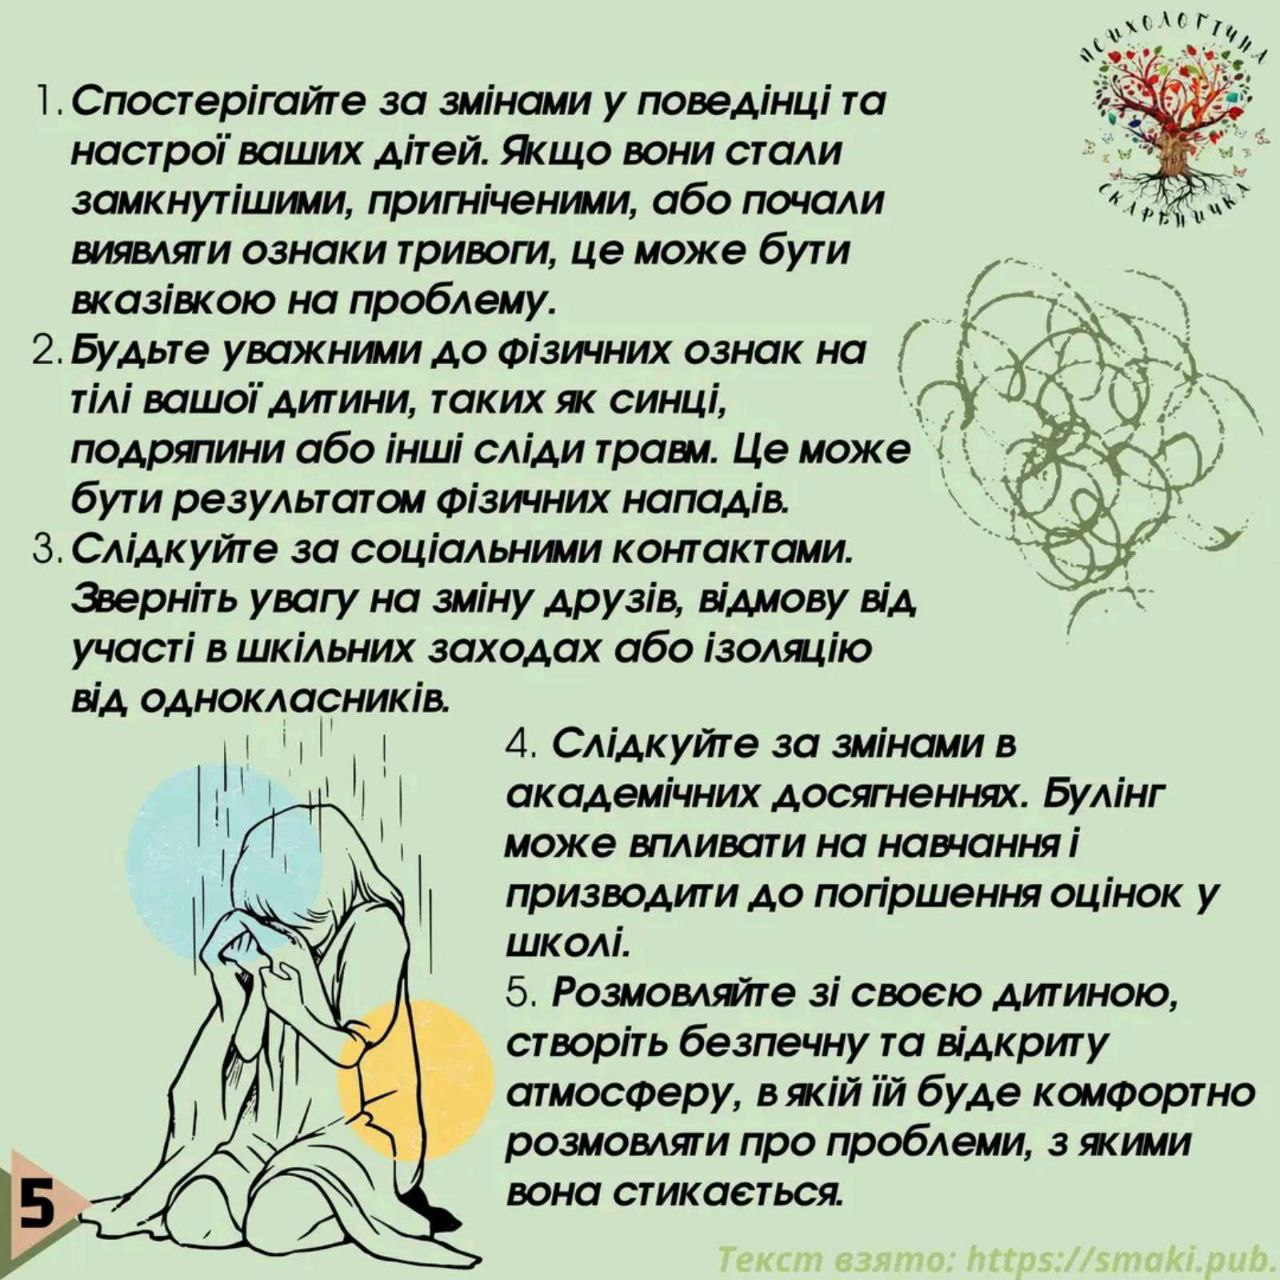 ПСИХОЛОГІЧНА
СКАРБНИЧКА
1. Спостерігайте за змінами у поведінці та
настрої ваших дітей. Якщо вони стали
замкнутішими, пригніченими, або почали
виявляти ознаки тривоги, це може бути
вказівкою на проблему.
2. Будьте уважними до фізичних ознак на
тілі вашої дитини, таких як синці,
подряпини або інші сліди травм. Це може
бути результатом фізичних нападів.
3. Слідкуйте за соціальними контактами.
Зверніть увагу на зміну друзів, відмову від
участі в шкільних заходах або ізоляцію
від однокласників.
4. Слідкуйте за змінами в
академічних досягненнях. Булінг
може впливати на навчання і
призводити до погіршення оцінок у
школі.
5. Розмовляйте зі своєю дитиною,
створіть безпечну та відкриту
атмосферу, в якій їй буде комфортно
розмовляти про проблеми, з якими
вона стикається.
5
Текст взято: https://smaki.pub.